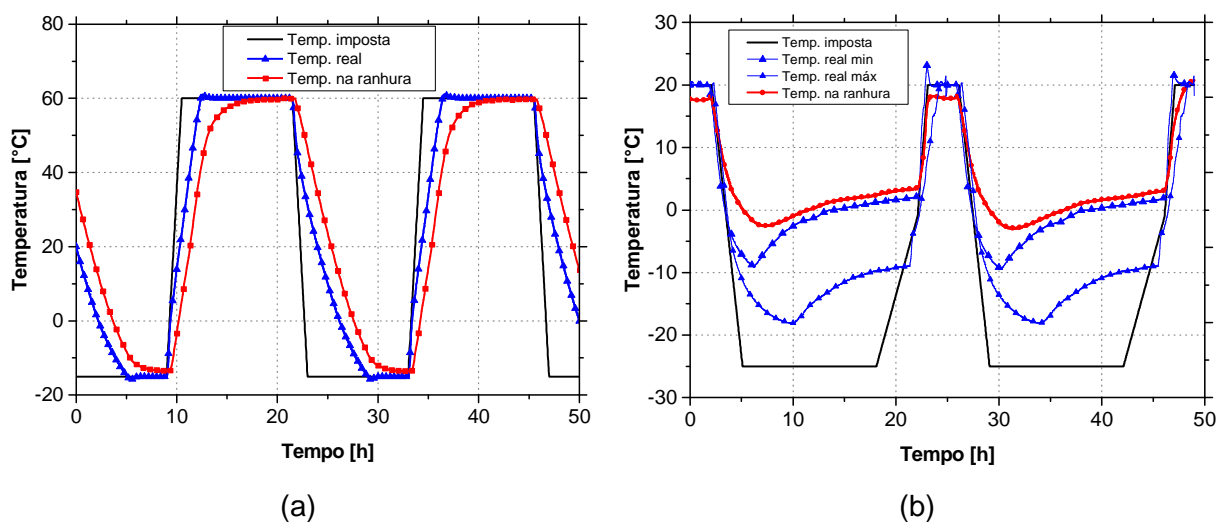 80
60
40
20
0
-20
Temperatura [°C]
Temp. imposta
Temp. real
Temp. na ranhura
0
10
20
30
40
50
Tempo [h]
(a)
30
20
10
0
-10
-20
-30
Temperatura [°C]
Temp. imposta
Temp. real min
Temp. real máx
Temp. na ranhura
0
10
20
30
40
50
Tempo [h]
(b)